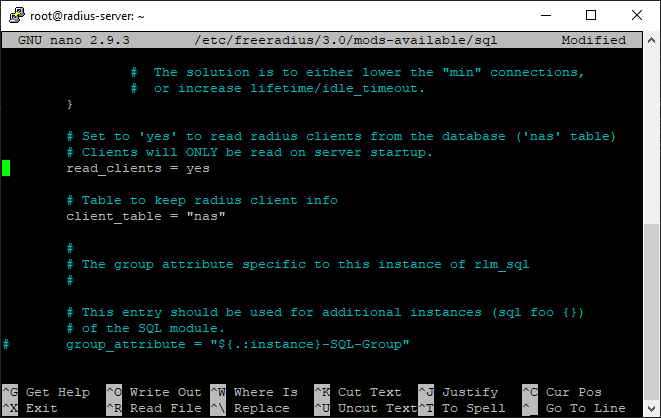 root@radius-server: ~
GNU nano 2.9.3 /etc/freeradius/3.0/mods-available/sql Modified
# The solution is to either lower the "min" connections,
# or increase lifetime/idle_timeout.
}
# Set to 'yes' to read radius clients from the database ('nas' table)
# Clients will ONLY be read on server startup.
read_clients = yes
# Table to keep radius client info
client_table = "nas"
#
# The group attribute specific to this instance of rlm_sql
#
# This entry should be used for additional instances (sql foo {})
# of the SQL module.
# group_attribute = "${.:instance}-SQL-Group"
^G Get Help ^O Write Out ^W Where Is ^K Cut Text ^J Justify ^C Cur Pos
^X Exit ^R Read File ^\ Replace ^U Uncut Text ^T To Spell ^_ Go To Line